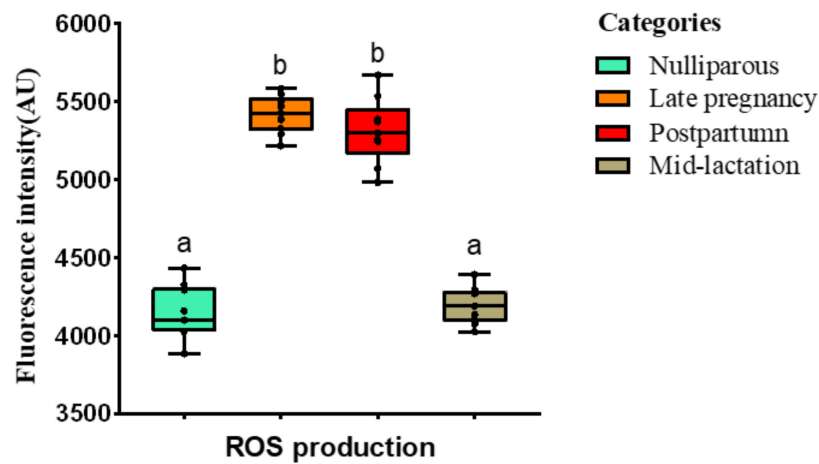 Categories
Nulliparous
Late pregnancy
Postpartumn
Mid-lactation
Fluorescence intensity(AU)
6000
5500
5000
4500
4000
3500
a
b
b
a
ROS production